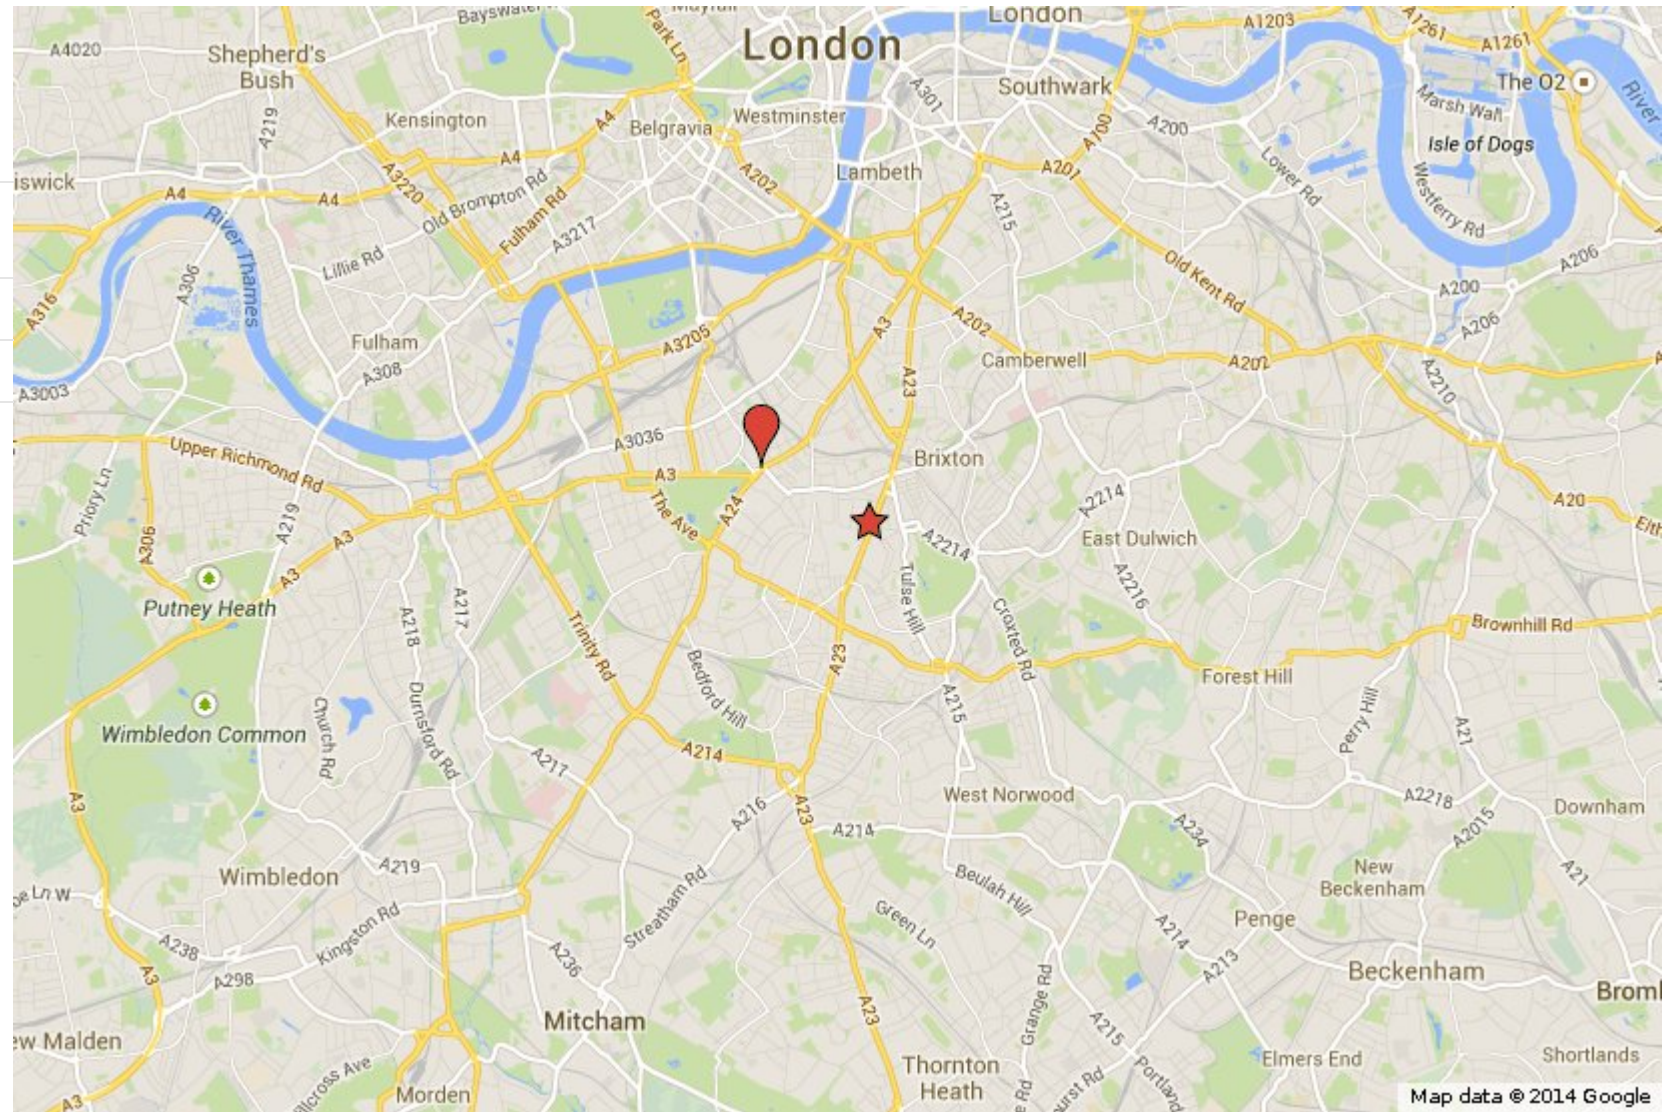 Bayswater
Park Ln
London
London
A1203
A1261
A1261
A4020
Shepherd's
Bush
Southwark
The O2
River
A219
Kensington
A4
Belgravia
Westminster
A301
A100
A200
Marsh Wall
Isle of Dogs
iswick
A4
A4
A4
A3220
Old Brompton Rd
Fulham Rd
A3217
A202
Lambeth
A201
A215
Lower Rd
Westferry Rd
River Thames
Lillie Rd
A306
A316
Old Kent Rd
A206
A200
A206
Fulham
A308
A3003
A3205
A3
A202
Camberwell
A202
A23
A2210
Upper Richmond Rd
A3036
A3
Brixton
Priory Ln
A306
A219
A3
A3
The Ave
A24
A2214
A2214
East Dulwich
A20
Putney Heath
A218
A217
Trinity Rd
Tulse Hill
Croxted Rd
A2216
Brownhill Rd
A23
Bedford Hill
Forest Hill
Wimbledon Common
Church Rd
Durnsford Rd
A217
A214
A215
Perry Hill
A21
A3
A216
A23
West Norwood
A214
A234
A2218
A2015
Downham
Wimbledon
A219
Streatham Rd
Beulah Hill
New
Beckenham
A21
Kingston Rd
A238
A298
A3
A236
Green Ln
Penge
A214
A213
Beckenham
Broml
ew Malden
Mitcham
A23
Grange Rd
A215
Elmers End
Shortlands
Thornton
Heath
Portland
Morden
A3
Map data © 2014 Google